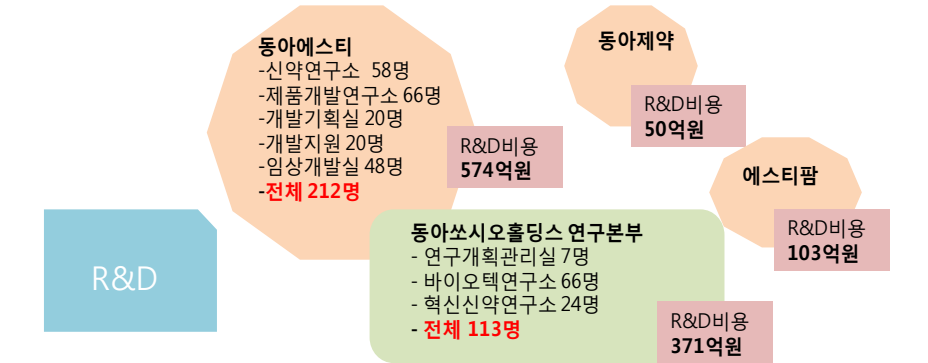 동아에스티
-신약연구소 58명
-제품개발연구소 66명
-개발기획실 20명
-개발지원 20명
-임상개발실 48명
-전체 212명
R&D비용
574억원
동아제약
R&D비용
50억원
에스티팜
R&D비용
103억원
R&D
동아쏘시오홀딩스 연구본부
- 연구개획관리실 7명
- 바이오텍연구소 66명
- 혁신신약연구소 24명
- 전체 113명
R&D비용
371억원